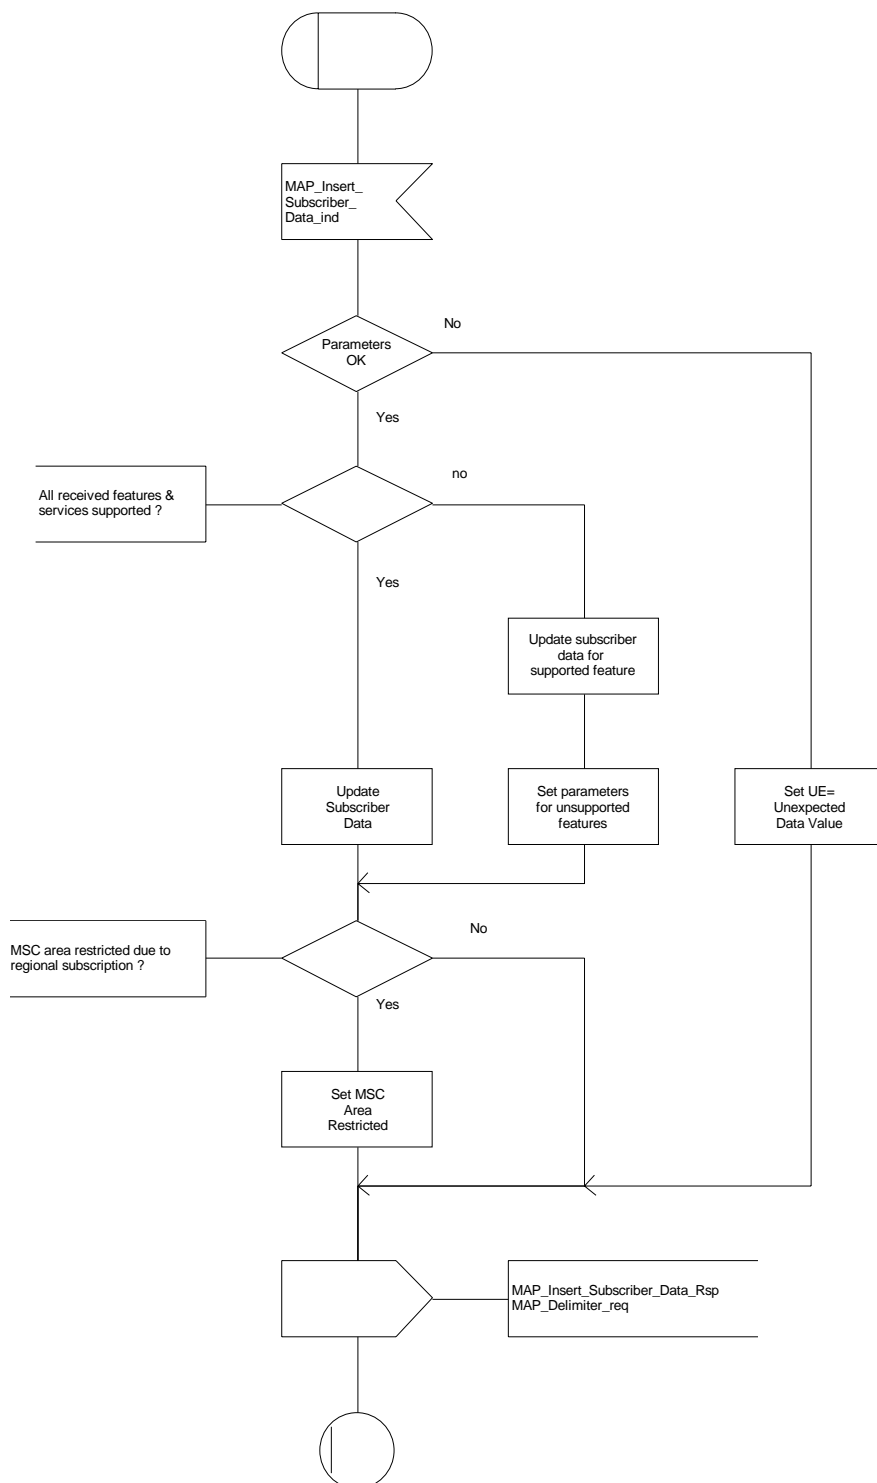 MAP_Insert_
Subscriber_
Data_ind
No
Parameters
OK
Yes
no
All received features &
services supported ?
Yes
Update subscriber
data for
supported feature
Update
Subscriber
Data
Set parameters
for unsupported
features
Set UE=
Unexpected
Data Value
No
MSC area restricted due to
regional subscription ?
Yes
Set MSC
Area
Restricted
MAP_Insert_Subscriber_Data_Rsp
MAP_Delimiter_req